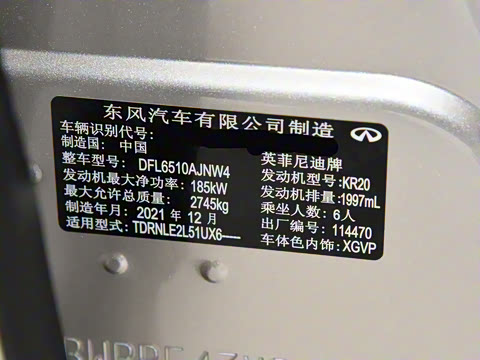 东风汽车有限公司制造
车辆识别代号:
制造国: 中国
整车型号: DFL6510AJNW4 英菲尼迪牌
发动机最大净功率: 185kW 发动机型号: KR20
最大允许总质量: 2745kg 发动机排量: 1997mL
制造年月: 2021 年 12 月 乘坐人数: 6人
适用型号: TDRNLE2L51UX6—— 出厂编号: 114470
车体色内饰: XGVP